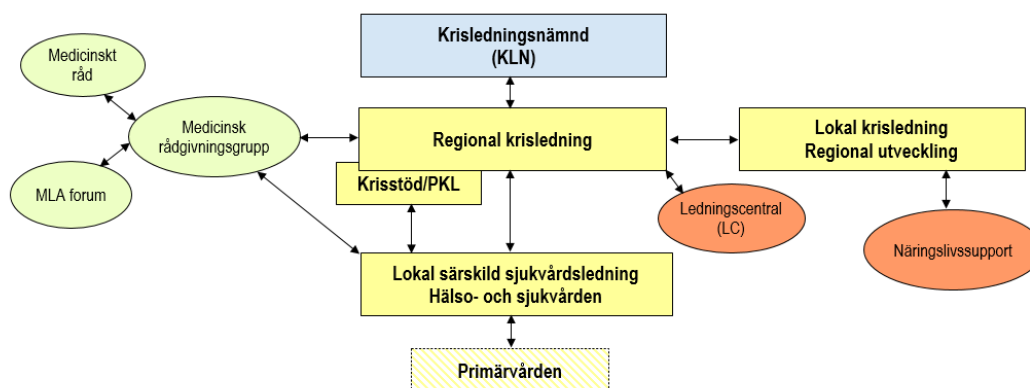 Krisledningsnämnd
(KLN)
Medicinskt
råd
Medicinsk
rådgivningsgrupp
Regional krisledning
Lokal krisledning
Regional utveckling
MLA forum
Krisstöd/PKL
Ledningscentral
(LC)
Näringslivssupport
Lokal särskild sjukvårdsledning
Hälso- och sjukvården
Primärvården